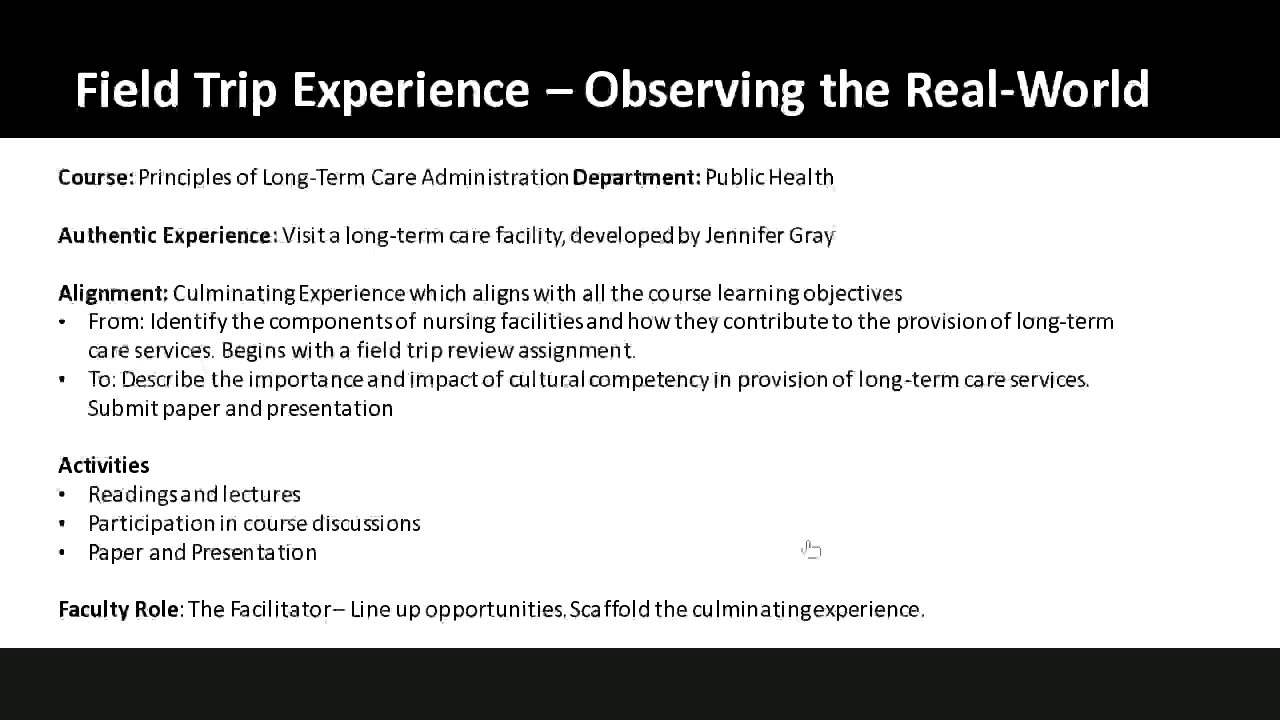 Field Trip Experience – Observing the Real-World
Course: Principles of Long-Term Care Administration Department: Public Health
Authentic Experience: Visit a long-term care facility, developed by Jennifer Gray
Alignment: Culminating Experience which aligns with all the course learning objectives
• From: Identify the components of nursing facilities and how they contribute to the provision of long-term
care services. Begins with a field trip review assignment.
• To: Describe the importance and impact of cultural competency in provision of long-term care services.
Submit paper and presentation
Activities
• Readings and lectures
• Participation in course discussions
• Paper and Presentation
Faculty Role: The Facilitator – Line up opportunities. Scaffold the culminating experience.